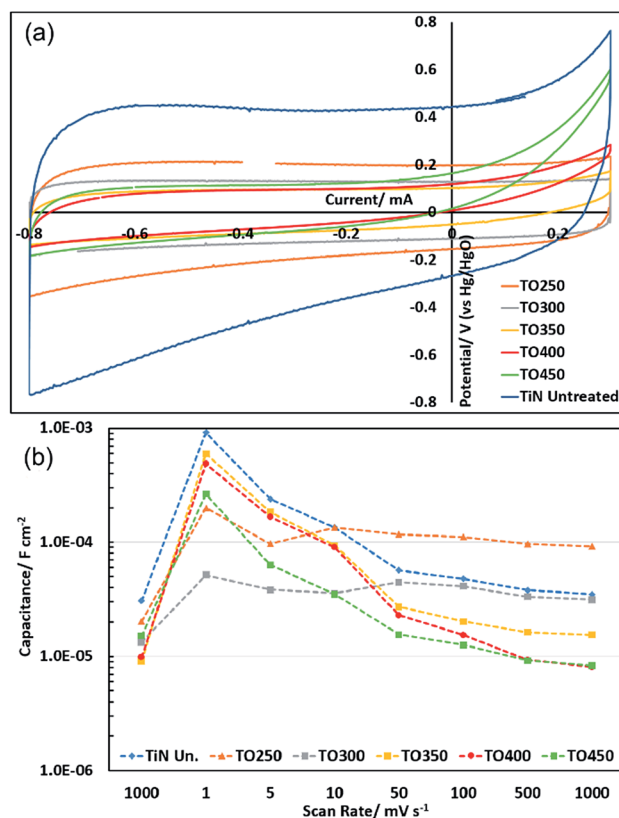 (a)
0.8
0.6
0.4
0.2
Current/ mA
0
-0.8
-0.6
-0.4
-0.2
0
0.2
-0.2
-0.4
-0.6
-0.8
Potential/ V (vs Hg/HgO)
TO250
TO300
TO350
TO400
TO450
TiN Untreated
(b)
1.0E-03
1.0E-04
1.0E-05
1.0E-06
Capacitance/ F cm-2
TiN Un. TO250 TO300 TO350 TO400 TO450
1000 1 5 10 50 100 500 1000
Scan Rate/ mV s-1